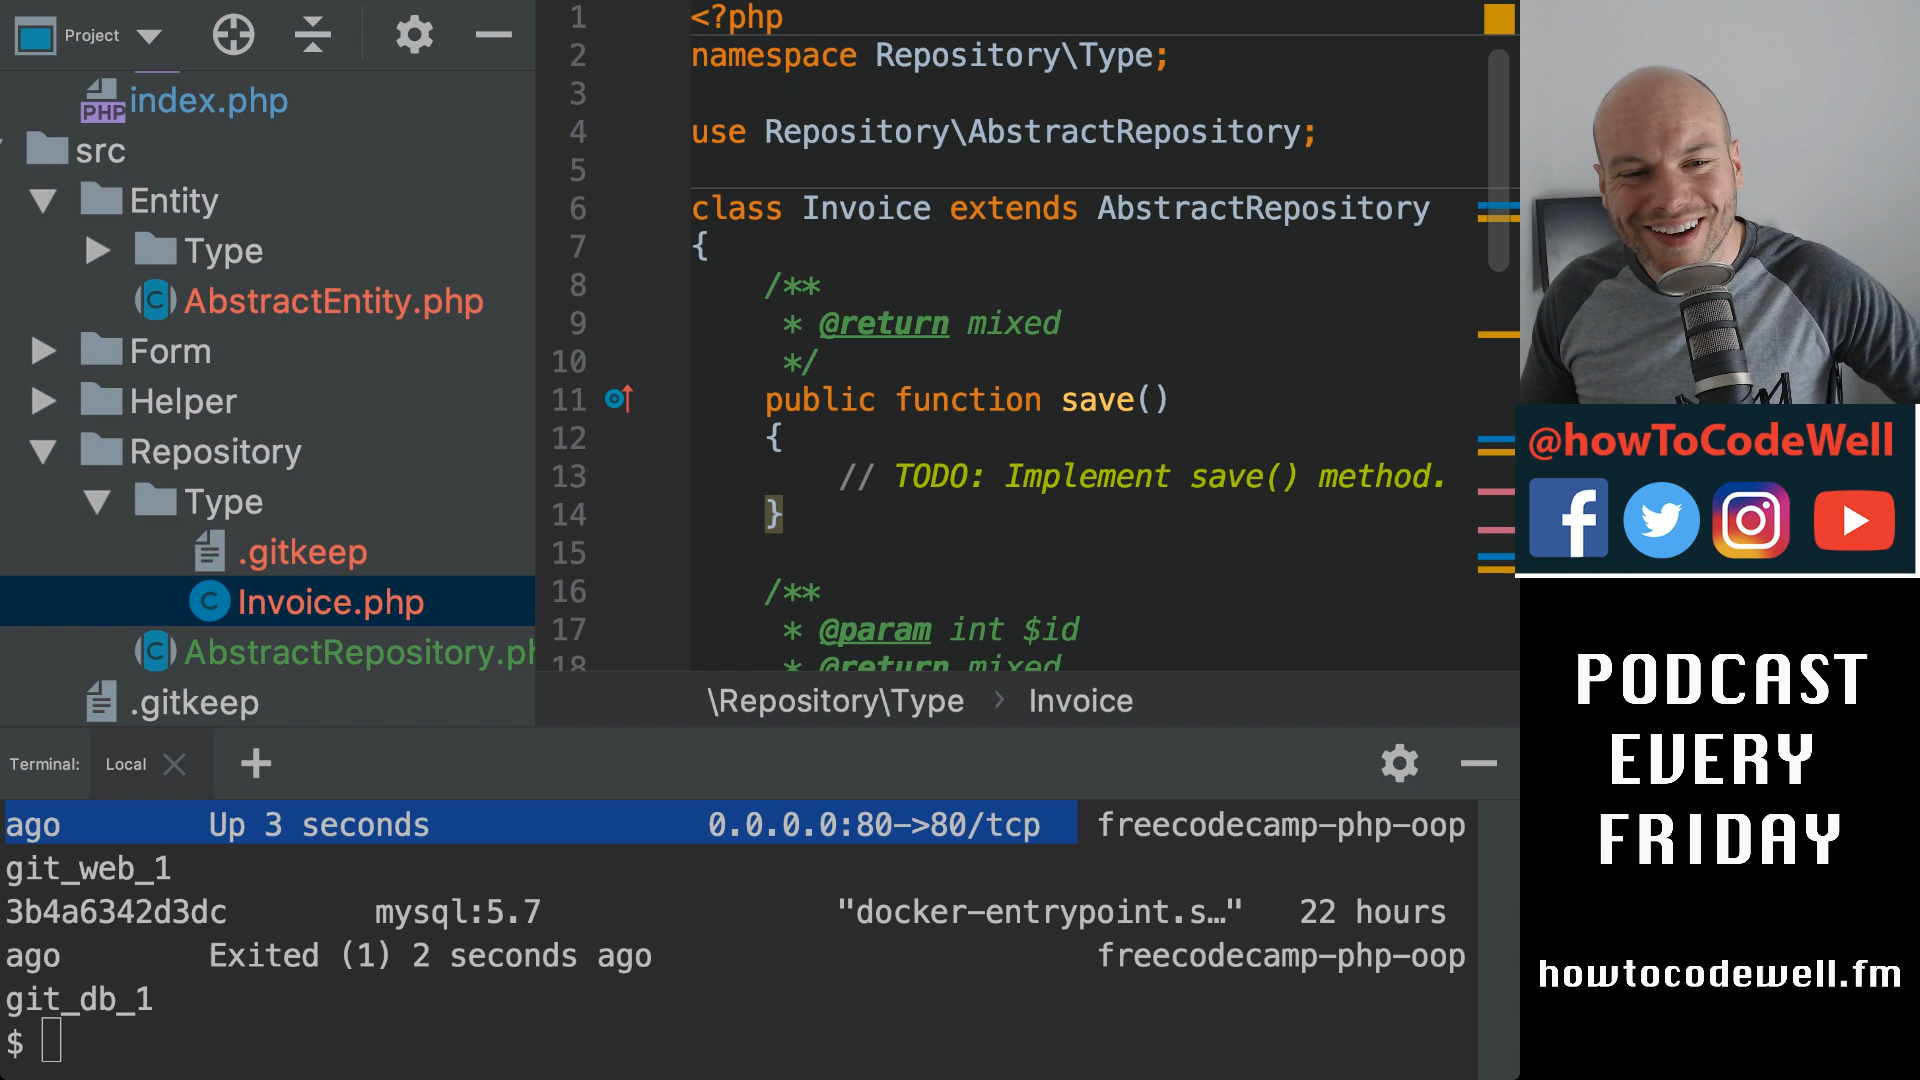 Project
index.php
PHP
src
Entity
Type
AbstractEntity.php
Form
Helper
Repository
Type
.gitkeep
Invoice.php
AbstractRepository.ph
.gitkeep
1 <?php
2 namespace Repository\Type;
3
4 use Repository\AbstractRepository;
5
6 class Invoice extends AbstractRepository
7 {
8 /**
9 * @return mixed
10 */
11 public function save()
12 {
13 // TODO: Implement save() method.
14 }
15
16 /**
17 * @param int $id
18 * @return mixed
\Repository\Type > Invoice
Terminal: Local
ago Up 3 seconds 0.0.0.0:80->80/tcp freecodecamp-php-oop
git_web_1
3b4a6342d3dc mysql:5.7 "docker-entrypoint.s…" 22 hours
ago Exited (1) 2 seconds ago freecodecamp-php-oop
git_db_1
$
@howToCodeWell
PODCAST
EVERY
FRIDAY
howtocodewell.fm